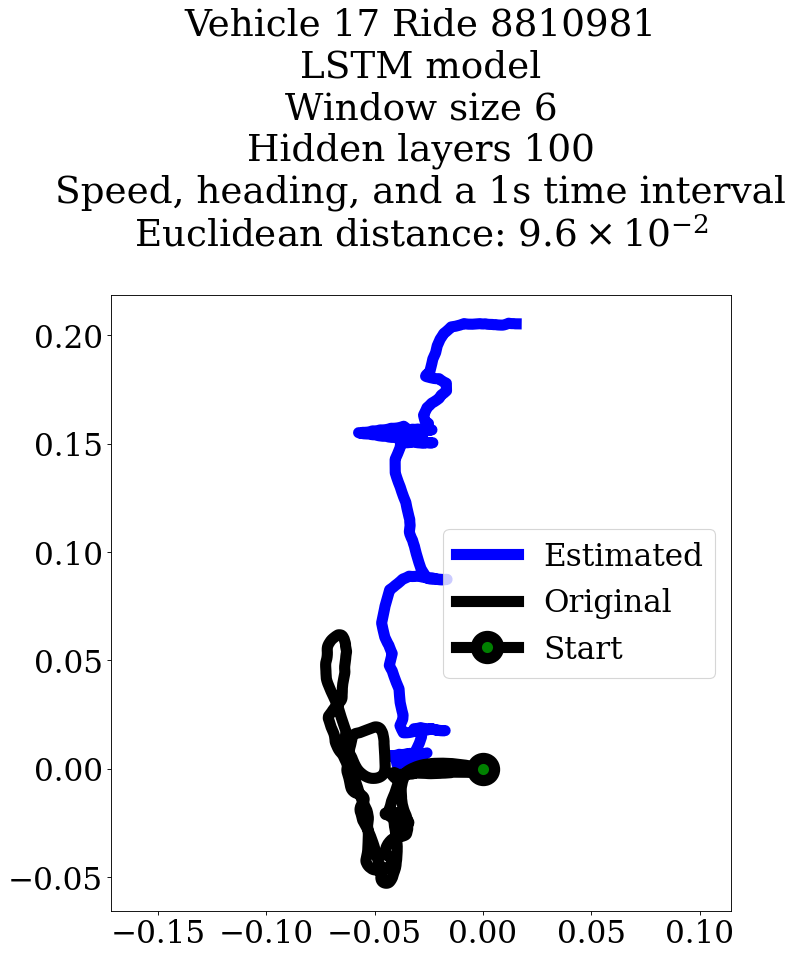 Vehicle 17 Ride 8810981
LSTM model
Window size 6
Hidden layers 100
Speed, heading, and a 1s time interval
Euclidean distance: 9.6 × 10⁻²
0.20
0.15
0.10
0.05
0.00
−0.05
Estimated
Original
Start
−0.15 −0.10 −0.05 0.00 0.05 0.10